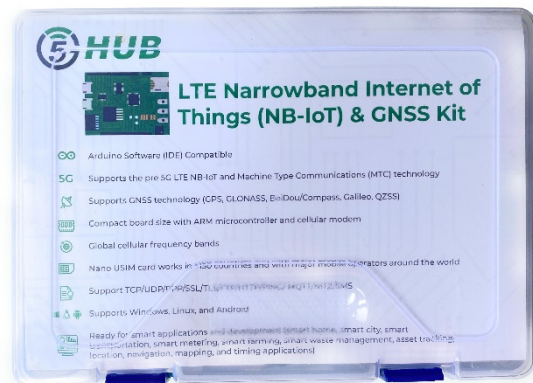 5G HUB
LTE Narrowband Internet of
Things (NB-IoT) & GNSS Kit
Arduino Software (IDE) Compatible
5G Supports the pre 5G LTE NB-IoT and Machine Type Communications (MTC) technology
Supports GNSS technology (GPS, GLONASS, BeiDou/Compass, Galileo, QZSS)
Compact board size with ARM microcontroller and cellular modem
Global cellular frequency bands
Nano USIM card works in countries and with major mobile operators around the world
Support TCP/UDP/PPP/SSL/
Supports Windows, Linux, and Android
Ready for smart applications and development (smart home, smart city, smart
transportation, smart metering, smart farming, smart waste management, asset tracking,
location, navigation, mapping, and timing applications)